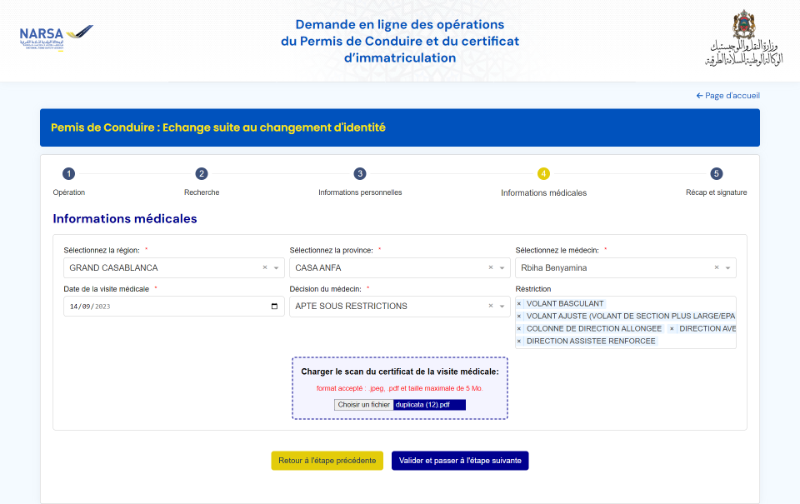 NARSA
Demande en ligne des opérations
du Permis de Conduire et du certificat
d'immatriculation
وزارة النقل واللوجيستيك
الوكالة الوطنية للسلامة الطرقية
← Page d'accueil
Pemis de Conduire : Echange suite au changement d'identité
1 2 3 4 5
Opération Recherche Informations personnelles Informations médicales Récap et signature
Informations médicales
Sélectionnez la région: * Sélectionnez la province: * Sélectionnez le médecin: *
GRAND CASABLANCA × CASA ANFA × Rbiha Benyamina ×
Date de la visite médicale * Décision du médecin: * Réstriction
14/09/2023 APTE SOUS RESTRICTIONS × × VOLANT BASCULANT
× VOLANT AJUSTE (VOLANT DE SECTION PLUS LARGE/EPA
× COLONNE DE DIRECTION ALLONGEE × DIRECTION AVE
× DIRECTION ASSISTEE RENFORCEE
Charger le scan du certificat de la visite médicale:
format accepté : .jpeg, .pdf et taille maximale de 5 Mo.
Choisir un fichier duplicata (12).pdf
Retour à l'étape précédente Valider et passer à l'étape suivante